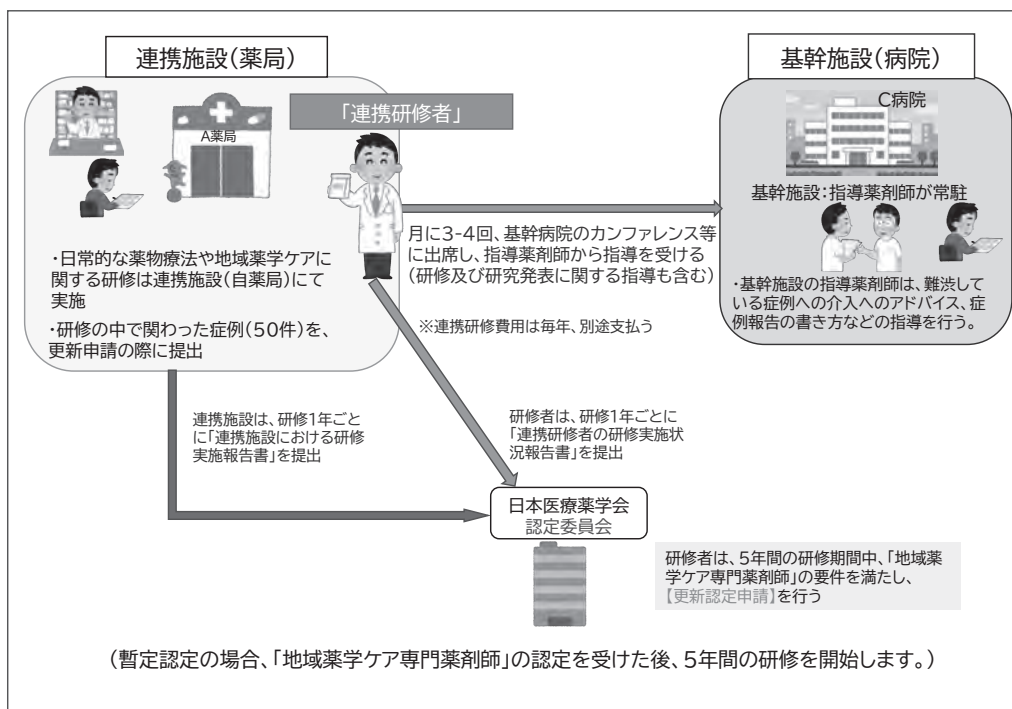 連携施設(薬局)
基幹施設(病院)
「連携研修者」
A薬局
C病院
基幹施設:指導薬剤師が常駐
・日常的な薬物療法や地域薬学ケアに
関する研修は連携施設(自薬局)にて
実施
・研修の中で関わった症例(50件)を、
更新申請の際に提出
月に3-4回、基幹病院のカンファレンス等
に出席し、指導薬剤師から指導を受ける
(研修及び研究発表に関する指導も含む)
※連携研修費用は毎年、別途支払う
・基幹施設の指導薬剤師は、難渋して
いる症例への介入へのアドバイス、症
例報告の書き方などの指導を行う。
連携施設は、研修1年ごと
に「連携施設における研修
実施報告書」を提出
研修者は、研修1年ごとに
「連携研修者の研修実施状
況報告書」を提出
日本医療薬学会
認定委員会
研修者は、5年間の研修期間中、「地域薬
学ケア専門薬剤師」の要件を満たし、
【更新認定申請】を行う
(暫定認定の場合、「地域薬学ケア専門薬剤師」の認定を受けた後、5年間の研修を開始します。)